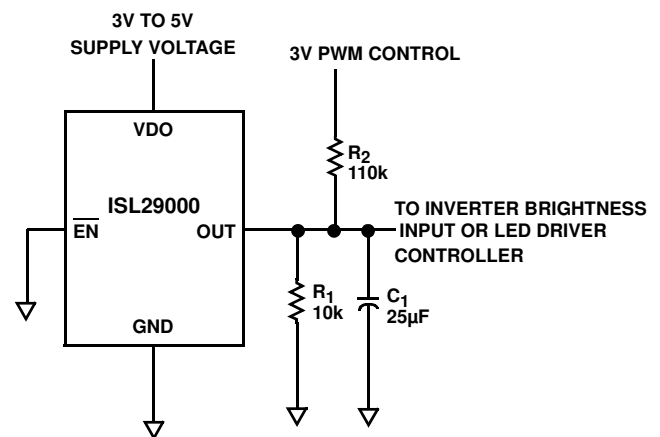 3V TO 5V
SUPPLY VOLTAGE
3V PWM CONTROL
VDO
R2
110k
ISL29000
EN
OUT
TO INVERTER BRIGHTNESS
INPUT OR LED DRIVER
CONTROLLER
R1
10k
C1
25µF
GND